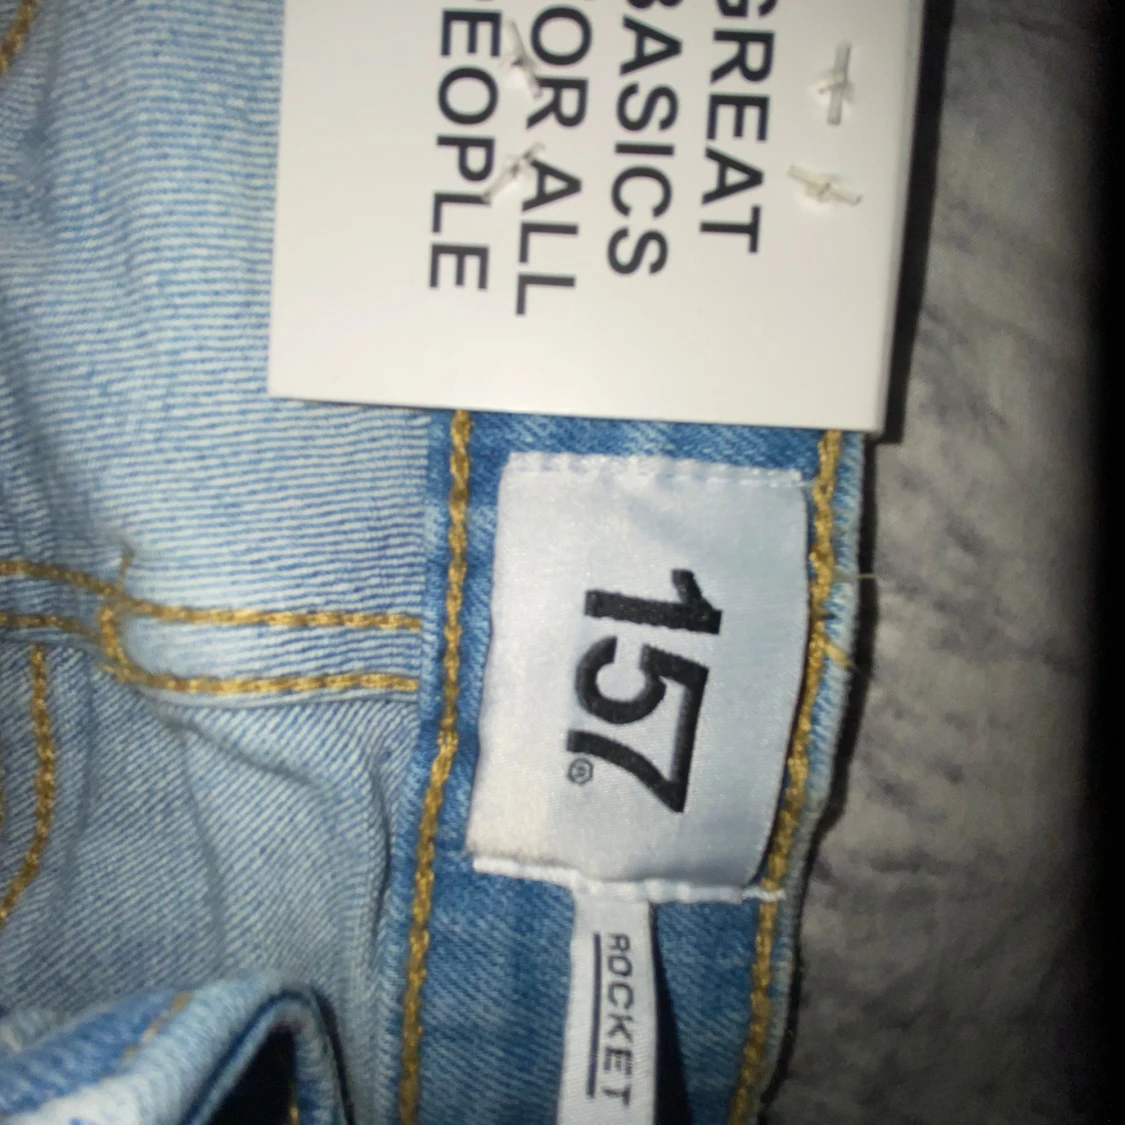 GREAT
BASICS
FOR ALL
PEOPLE
157®
ROCKET